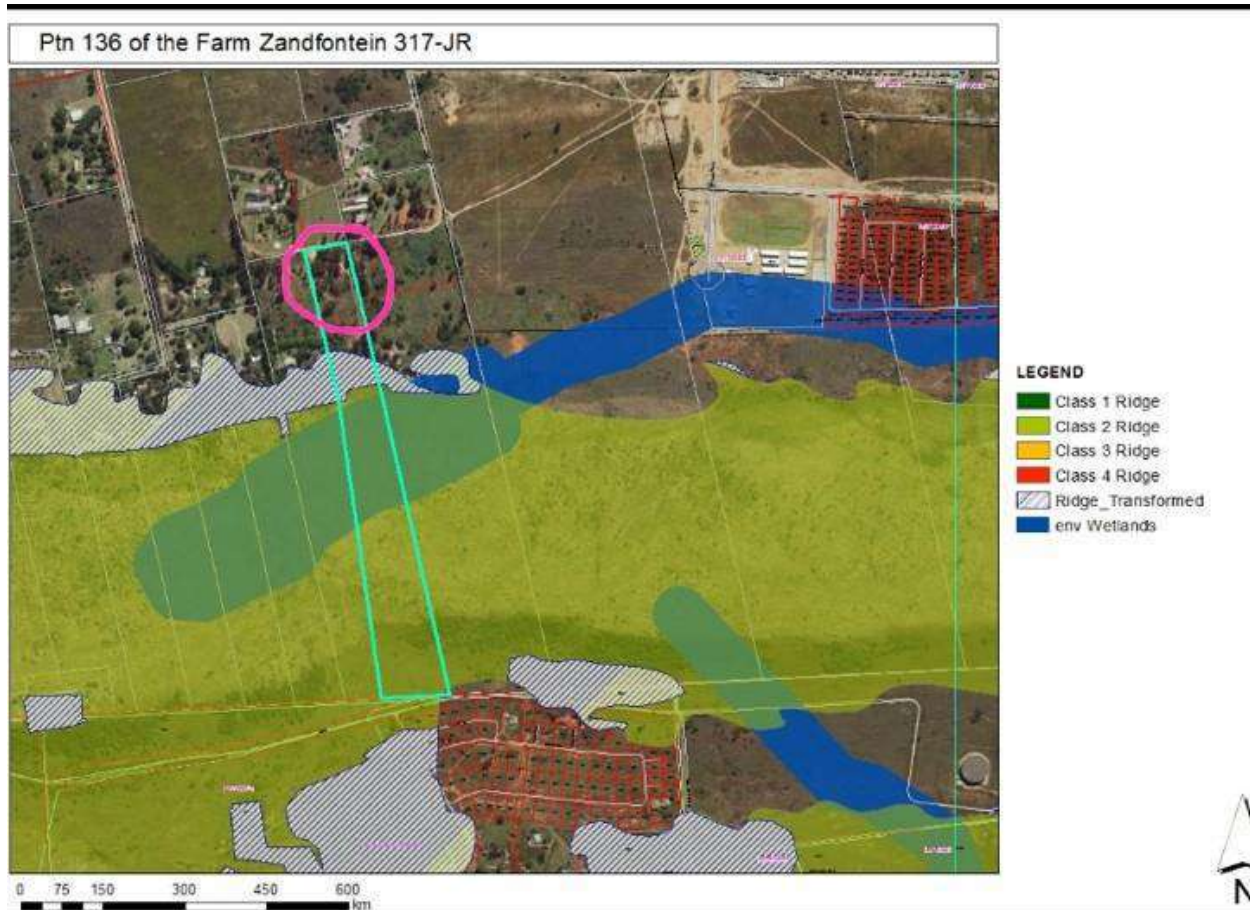 Ptn 136 of the Farm Zandfontein 317-JR
LEGEND
Class 1 Ridge
Class 2 Ridge
Class 3 Ridge
Class 4 Ridge
Ridge_Transformed
env Wetlands
0 75 150 300 450 600
km
N